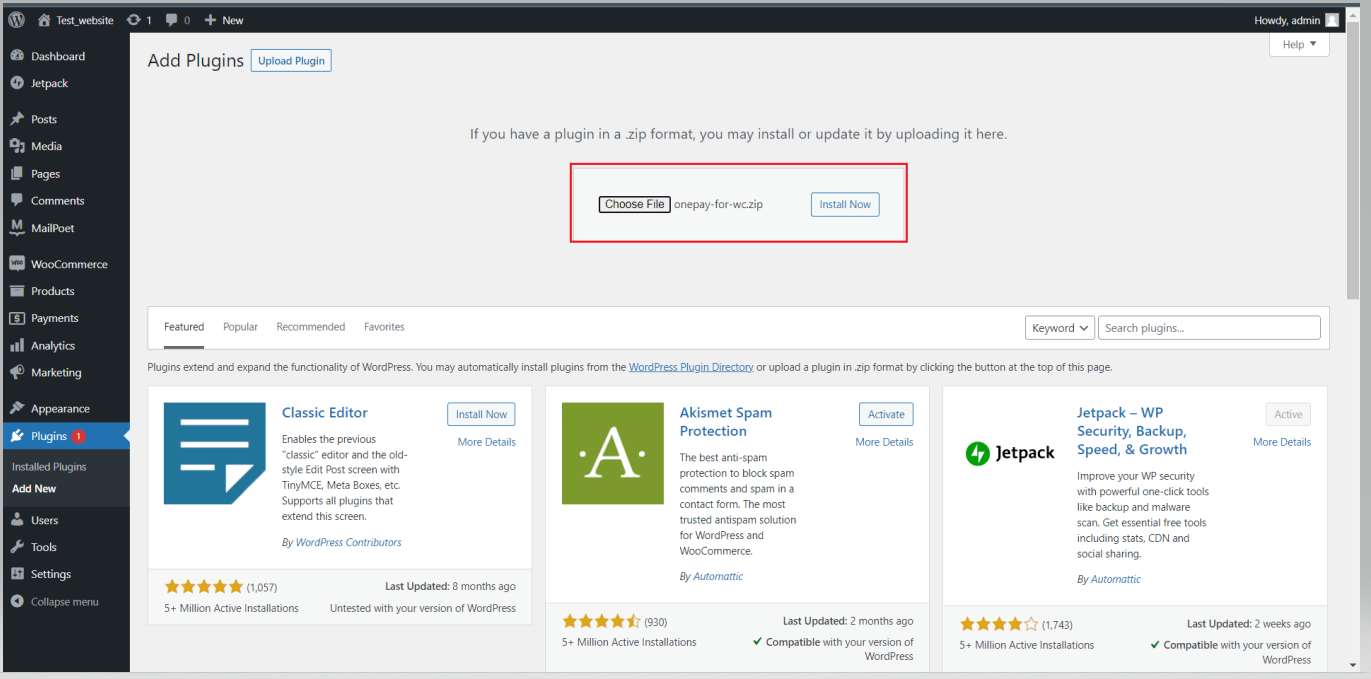 Test_website 1 0 New
Howdy, admin
Help
Dashboard
Jetpack
Posts
Media
Pages
Comments
MailPoet
WooCommerce
Products
Payments
Analytics
Marketing
Appearance
Plugins 1
Installed Plugins
Add New
Users
Tools
Settings
Collapse menu
Add Plugins Upload Plugin
If you have a plugin in a .zip format, you may install or update it by uploading it here.
Choose File onepay-for-wc.zip Install Now
Featured Popular Recommended Favorites
Keyword Search plugins...
Plugins extend and expand the functionality of WordPress. You may automatically install plugins from the WordPress Plugin Directory or upload a plugin in .zip format by clicking the button at the top of this page.
Classic Editor
Install Now
More Details
Enables the previous
"classic" editor and the old-
style Edit Post screen with
TinyMCE, Meta Boxes, etc.
Supports all plugins that
extend this screen.
By WordPress Contributors
(1,057)
Last Updated: 8 months ago
5+ Million Active Installations
Untested with your version of WordPress
·A·
Akismet Spam
Protection
Activate
More Details
The best anti-spam
protection to block spam
comments and spam in a
contact form. The most
trusted antispam solution
for WordPress and
WooCommerce.
By Automattic
(930)
Last Updated: 2 months ago
5+ Million Active Installations
Compatible with your version of
WordPress
Jetpack
Jetpack – WP
Security, Backup,
Speed, & Growth
Active
More Details
Improve your WP security
with powerful one-click tools
like backup and malware
scan. Get essential free tools
including stats, CDN and
social sharing.
By Automattic
(1,743)
Last Updated: 2 weeks ago
5+ Million Active Installations
Compatible with your version of
WordPress